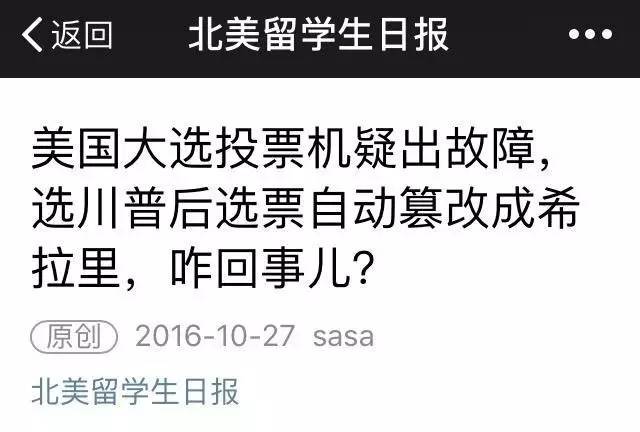 返回 北美留学生日报
美国大选投票机疑出故障，
选川普后选票自动篡改成希
拉里，咋回事儿？
原创 2016-10-27 sasa
北美留学生日报